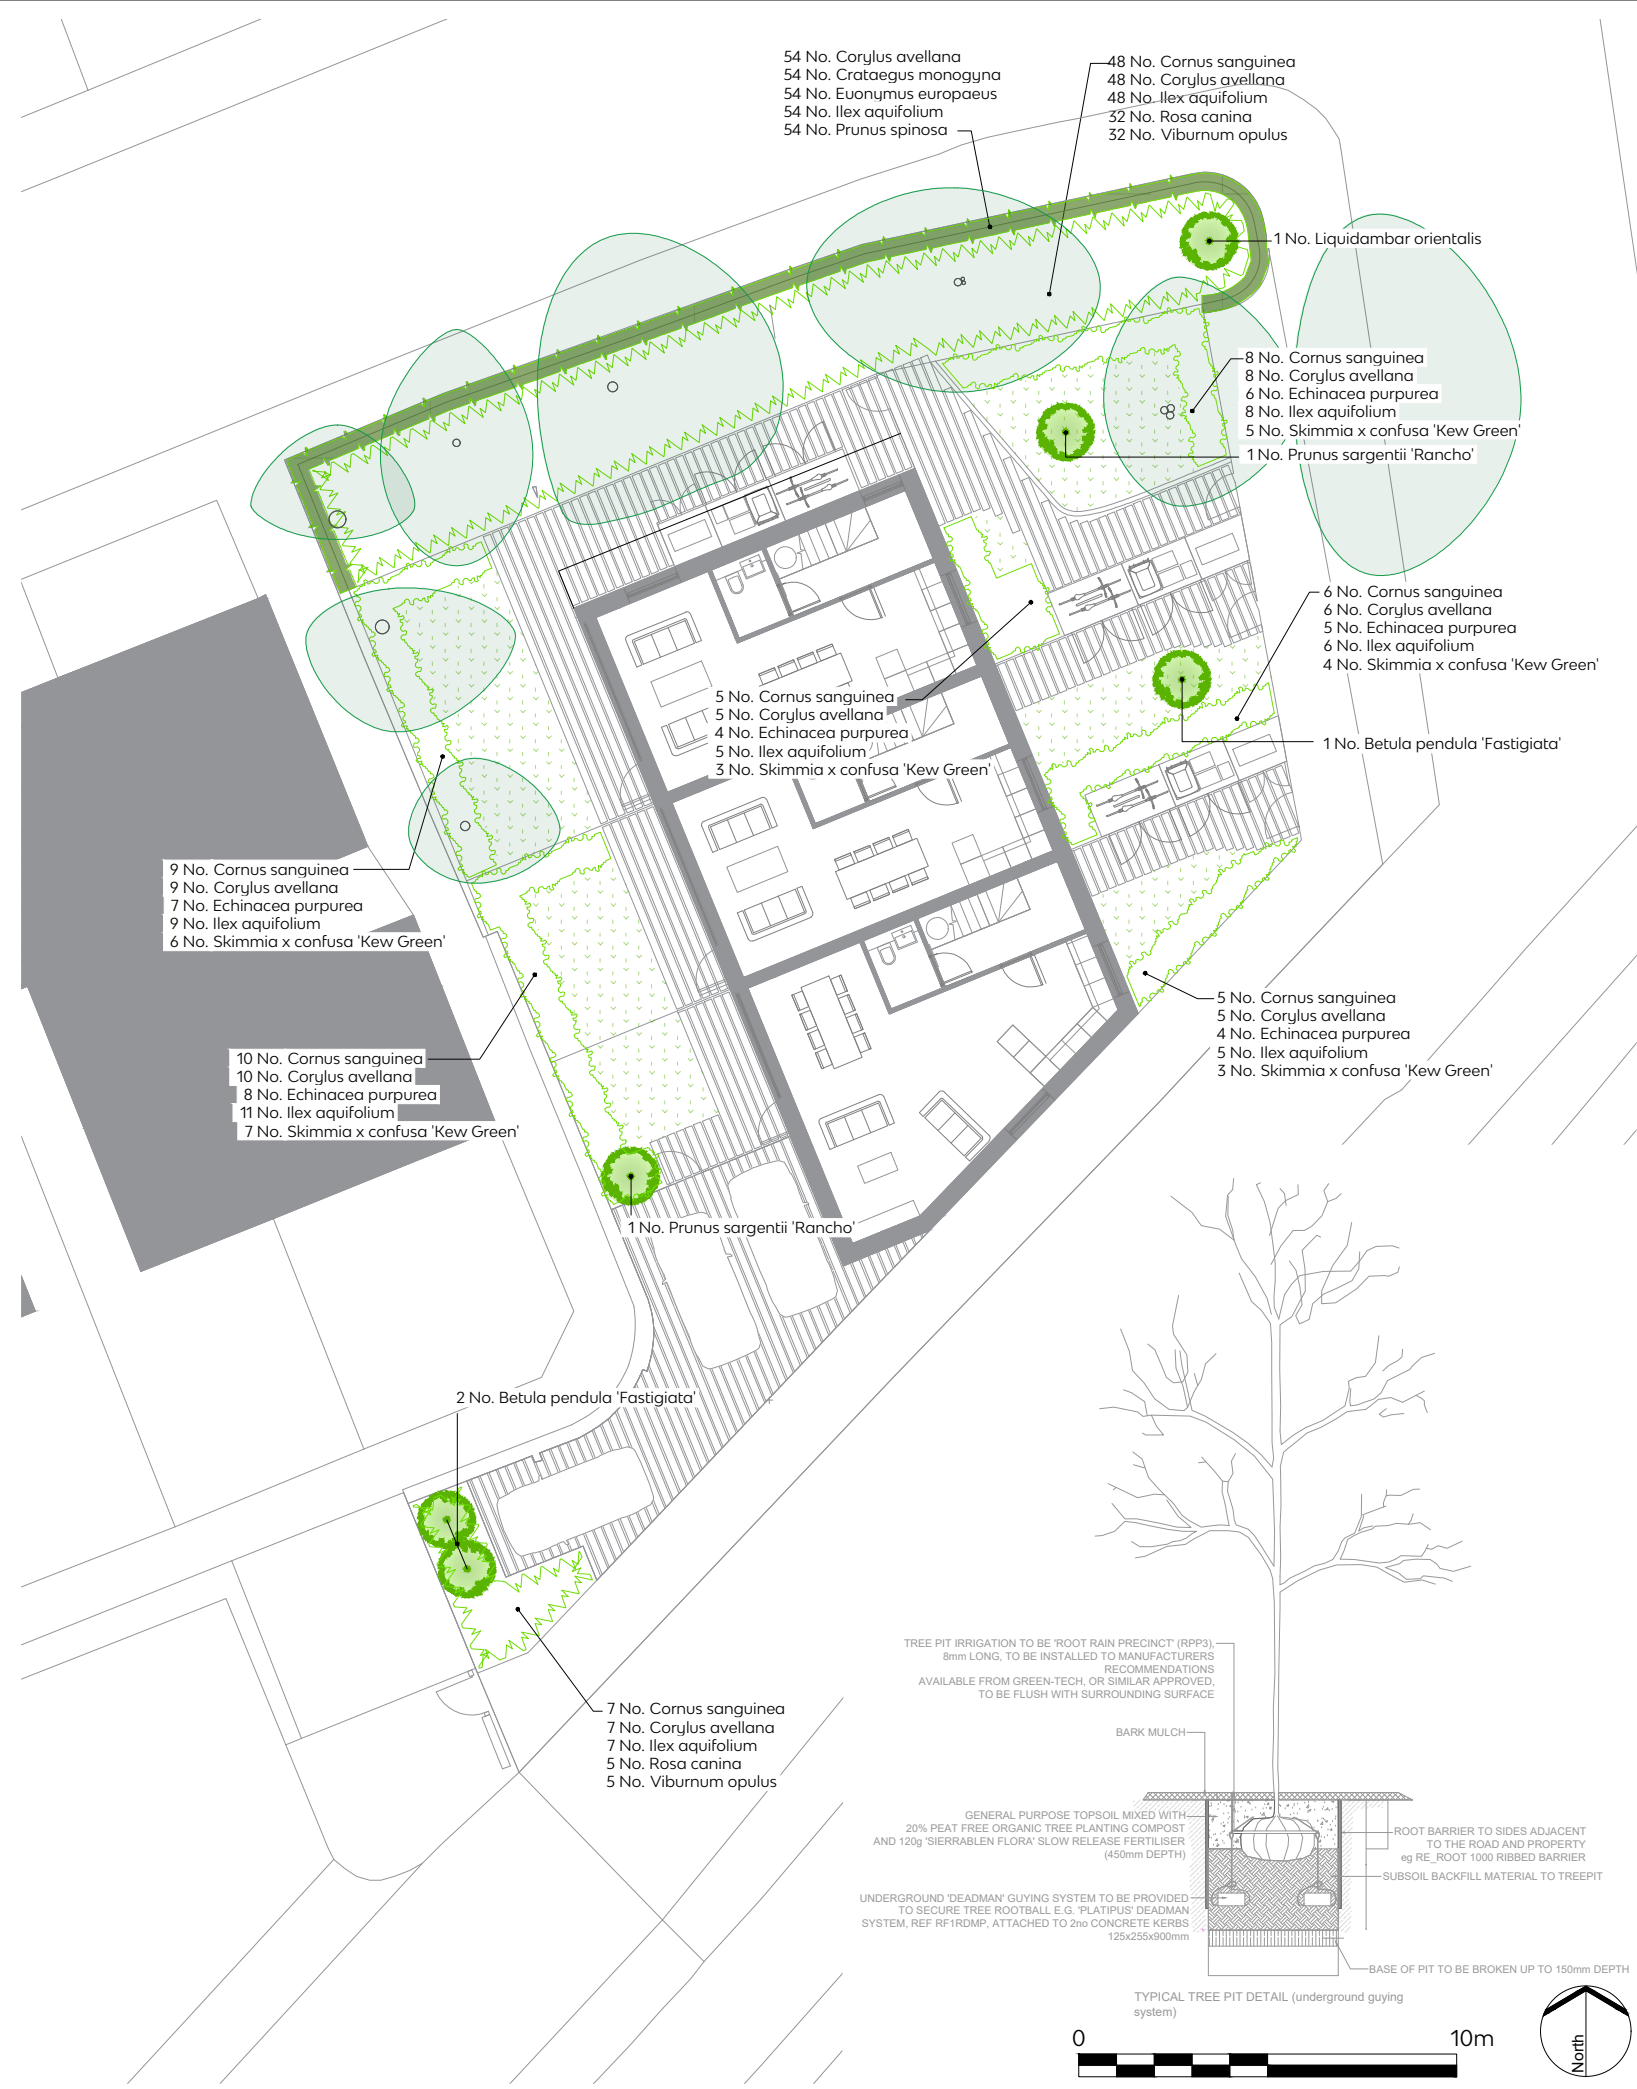 54 No. Corylus avellana
54 No. Crataegus monogyna
54 No. Euonymus europaeus
54 No. Ilex aquifolium
54 No. Prunus spinosa
48 No. Cornus sanguinea
48 No. Corylus avellana
48 No. Ilex aquifolium
32 No. Rosa canina
32 No. Viburnum opulus
1 No. Liquidambar orientalis
8 No. Cornus sanguinea
8 No. Corylus avellana
6 No. Echinacea purpurea
8 No. Ilex aquifolium
5 No. Skimmia x confusa 'Kew Green'
1 No. Prunus sargentii 'Rancho'
6 No. Cornus sanguinea
6 No. Corylus avellana
5 No. Echinacea purpurea
6 No. Ilex aquifolium
4 No. Skimmia x confusa 'Kew Green'
5 No. Cornus sanguinea
5 No. Corylus avellana
4 No. Echinacea purpurea
5 No. Ilex aquifolium
3 No. Skimmia x confusa 'Kew Green'
1 No. Betula pendula 'Fastigiata'
9 No. Cornus sanguinea
9 No. Corylus avellana
7 No. Echinacea purpurea
9 No. Ilex aquifolium
6 No. Skimmia x confusa 'Kew Green'
5 No. Cornus sanguinea
5 No. Corylus avellana
4 No. Echinacea purpurea
5 No. Ilex aquifolium
3 No. Skimmia x confusa 'Kew Green'
10 No. Cornus sanguinea
10 No. Corylus avellana
8 No. Echinacea purpurea
11 No. Ilex aquifolium
7 No. Skimmia x confusa 'Kew Green'
1 No. Prunus sargentii 'Rancho'
2 No. Betula pendula 'Fastigiata'
7 No. Cornus sanguinea
7 No. Corylus avellana
7 No. Ilex aquifolium
5 No. Rosa canina
5 No. Viburnum opulus
TREE PIT IRRIGATION TO BE 'ROOT RAIN PRECINCT' (RPP3),
8mm LONG, TO BE INSTALLED TO MANUFACTURERS
RECOMMENDATIONS
AVAILABLE FROM GREEN-TECH, OR SIMILAR APPROVED,
TO BE FLUSH WITH SURROUNDING SURFACE
BARK MULCH
GENERAL PURPOSE TOPSOIL MIXED WITH
20% PEAT FREE ORGANIC TREE PLANTING COMPOST
AND 120g 'SIERRABLEN FLORA' SLOW RELEASE FERTILISER
(450mm DEPTH)
ROOT BARRIER TO SIDES ADJACENT
TO THE ROAD AND PROPERTY
eg RE_ROOT 1000 RIBBED BARRIER
SUBSOIL BACKFILL MATERIAL TO TREEPIT
UNDERGROUND 'DEADMAN' GUYING SYSTEM TO BE PROVIDED
TO SECURE TREE ROOTBALL E.G. 'PLATIPUS' DEADMAN
SYSTEM, REF RF1RDMP, ATTACHED TO 2no CONCRETE KERBS
125x255x900mm
BASE OF PIT TO BE BROKEN UP TO 150mm DEPTH
TYPICAL TREE PIT DETAIL (underground guying
system)
0
10m
North